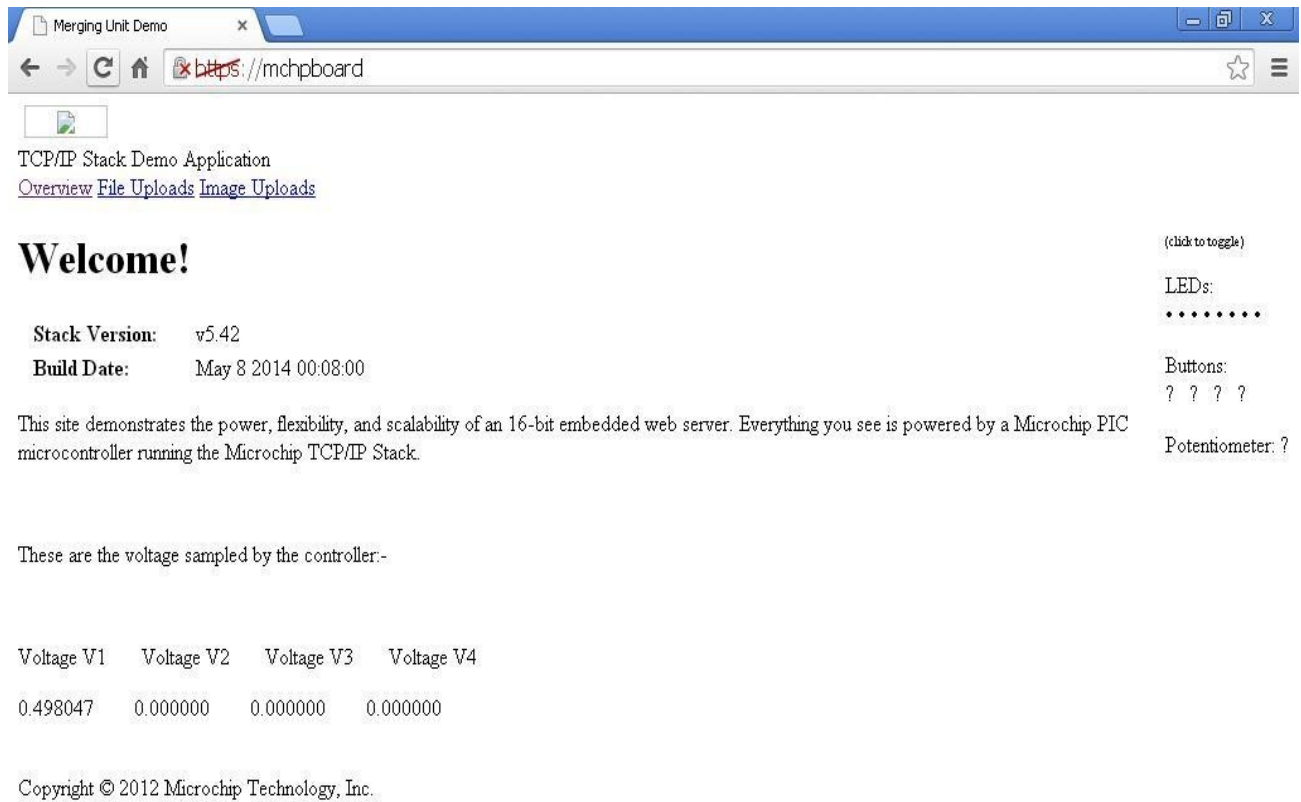 Merging Unit Demo
https://mchpboard
TCP/IP Stack Demo Application
Overview File Uploads Image Uploads
Welcome!
Stack Version: v5.42
Build Date: May 8 2014 00:08:00
This site demonstrates the power, flexibility, and scalability of an 16-bit embedded web server. Everything you see is powered by a Microchip PIC
microcontroller running the Microchip TCP/IP Stack.
These are the voltage sampled by the controller:-
Voltage V1 Voltage V2 Voltage V3 Voltage V4
0.498047 0.000000 0.000000 0.000000
Copyright © 2012 Microchip Technology, Inc.
(click to toggle)
LEDs:
• • • • • • • •
Buttons:
? ? ? ?
Potentiometer: ?